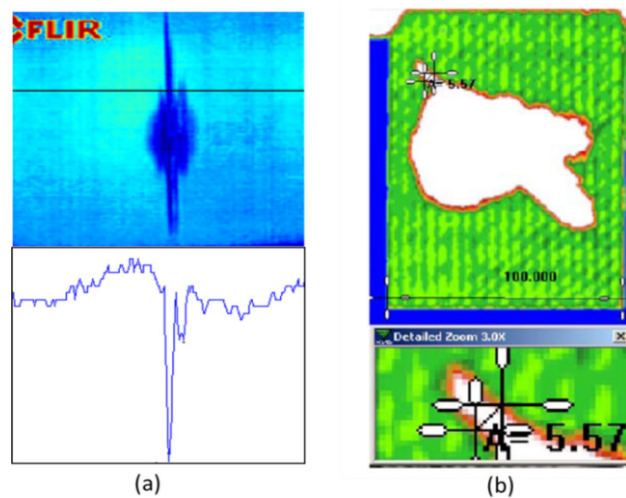 FLIR
A= 5.57
100.000
Detailed Zoom 3.0X
A= 5.57
(a)
(b)